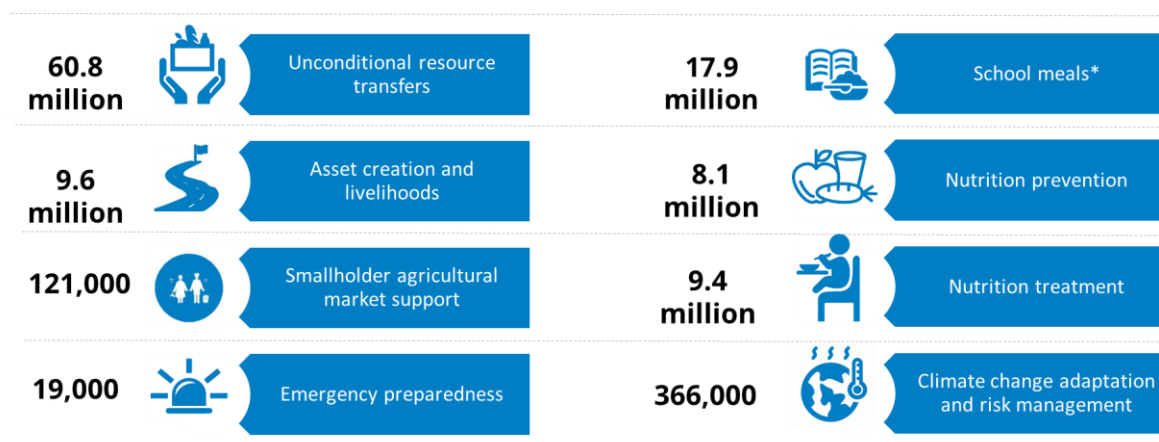 60.8
million
Unconditional resource
transfers
17.9
million
School meals*
9.6
million
Asset creation and
livelihoods
8.1
million
Nutrition prevention
121,000
Smallholder agricultural
market support
9.4
million
Nutrition treatment
19,000
Emergency preparedness
366,000
Climate change adaptation
and risk management